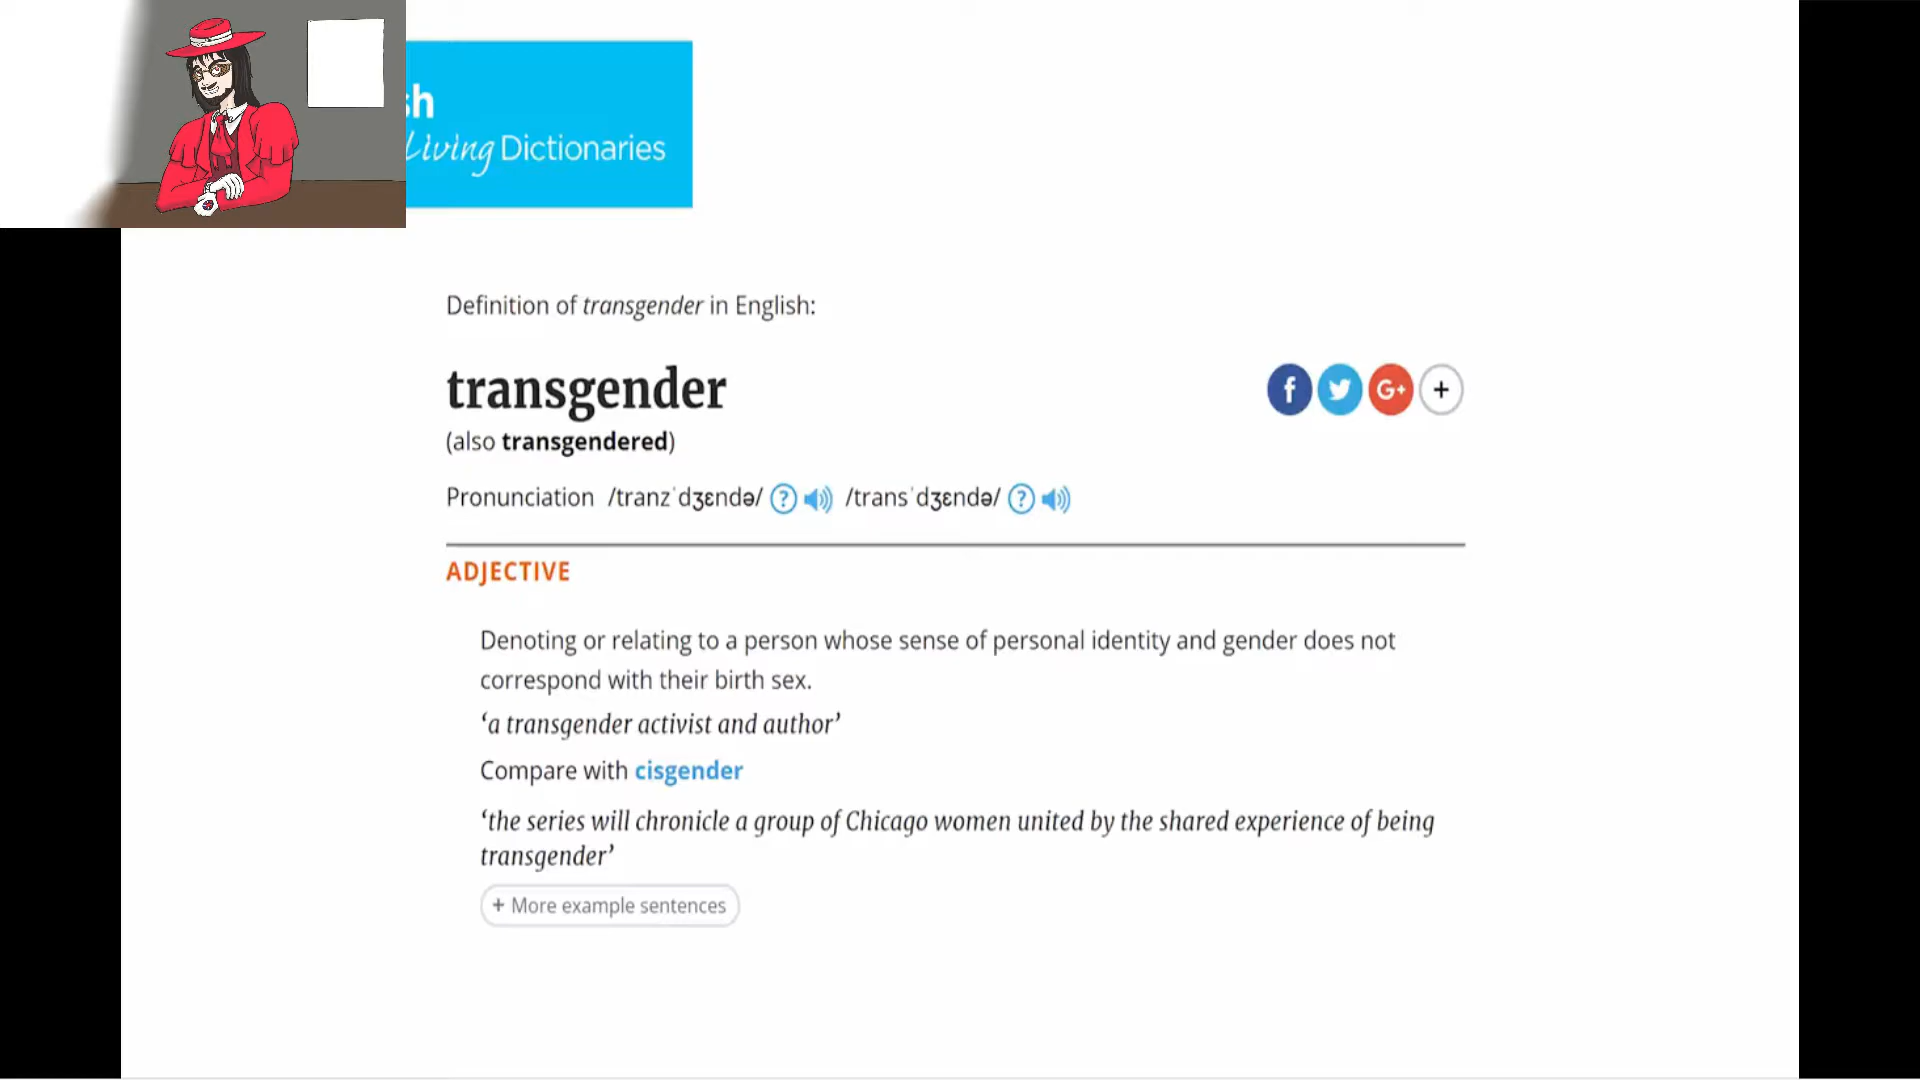 sh
Living Dictionaries
Definition of transgender in English:
transgender
(also transgendered)
Pronunciation /tranzˈdʒɛndə/ ? /transˈdʒɛndə/ ?
f G+ +
ADJECTIVE
Denoting or relating to a person whose sense of personal identity and gender does not
correspond with their birth sex.
‘a transgender activist and author’
Compare with cisgender
‘the series will chronicle a group of Chicago women united by the shared experience of being
transgender’
+ More example sentences